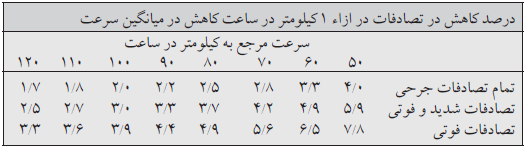 درصد کاهش در تصادفات در ازاء ۱ کیلومتر در ساعت کاهش در میانگین سرعت
سرعت مرجع به کیلومتر در ساعت
۵۰ ۶۰ ۷۰ ۸۰ ۹۰ ۱۰۰ ۱۱۰ ۱۲۰
تمام تصادفات جرحی ۴/۰ ۳/۳ ۲/۸ ۲/۵ ۲/۲ ۲/۰ ۱/۸ ۱/۷
تصادفات شدید و فوتی ۵/۹ ۴/۹ ۴/۲ ۳/۷ ۳/۳ ۳/۰ ۲/۷ ۲/۵
تصادفات فوتی ۷/۸ ۶/۵ ۵/۶ ۴/۹ ۴/۴ ۳/۹ ۳/۶ ۳/۳